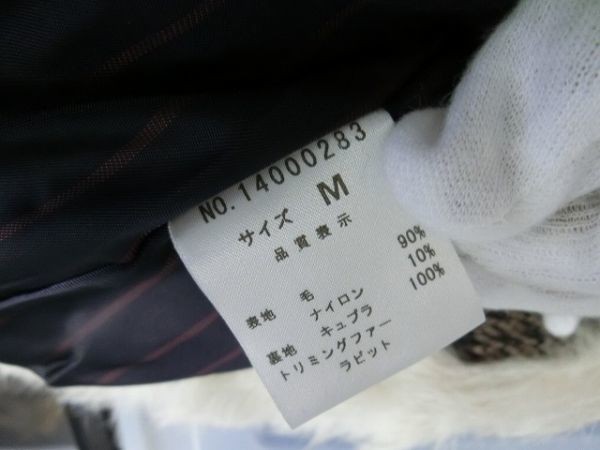 NO.14000283
サイズ M
品質表示
表地 毛 90%
ナイロン 10%
裏地 キュプラ 100%
トリミングファー
ラビット